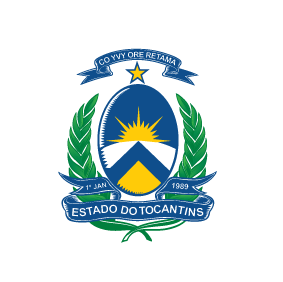 CO YVY ORE RETAMA
1º JAN 1989
ESTADO DO TOCANTINS